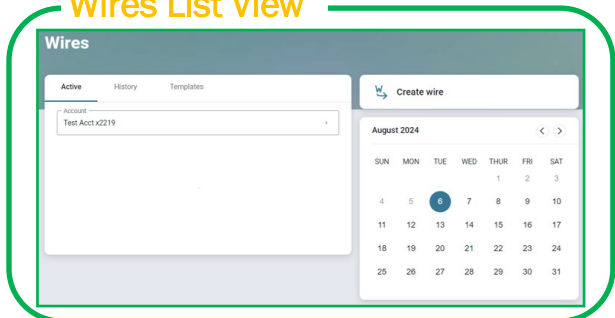 Wires List View
Wires
Active History Templates
Account
Test Acct x2219
Create wire
August 2024
SUN MON TUE WED THUR FRI SAT
1 2 3
4 5 6 7 8 9 10
11 12 13 14 15 16 17
18 19 20 21 22 23 24
25 26 27 28 29 30 31